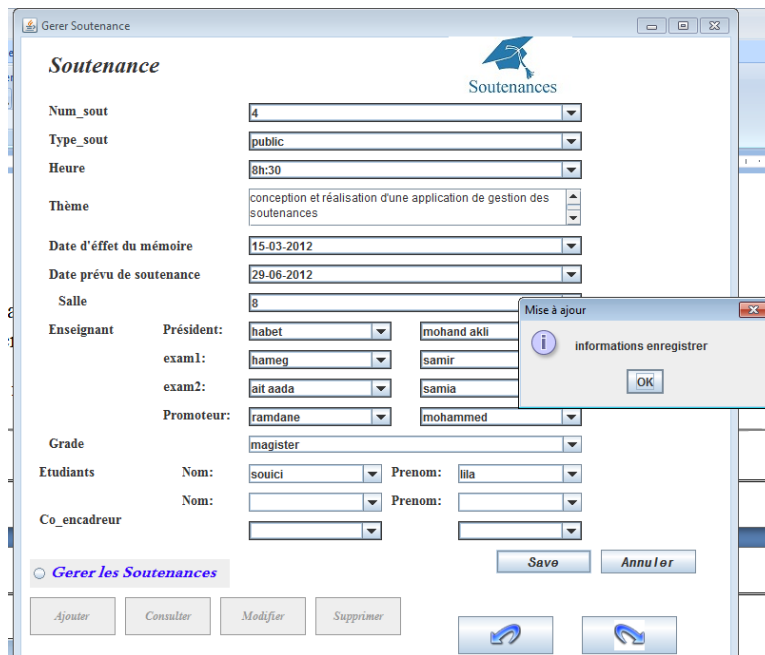 Gerer Soutenance
Soutenance
Soutenances
Num_sout 4
Type_sout public
Heure 8h:30
Thème conception et réalisation d'une application de gestion des
soutenances
Date d'éffet du mémoire 15-03-2012
Date prévu de soutenance 29-06-2012
Salle 8
Mise à ajour
informations enregistrer
OK
Enseignant Président: habet mohand akli
exam1: hameg samir
exam2: ait aada samia
Promoteur: ramdane mohammed
Grade magister
Etudiants Nom: souici Prenom: lila
Nom: Prenom:
Co_encadreur
Save Annuler
Gerer les Soutenances
Ajouter Consulter Modifier Supprimer